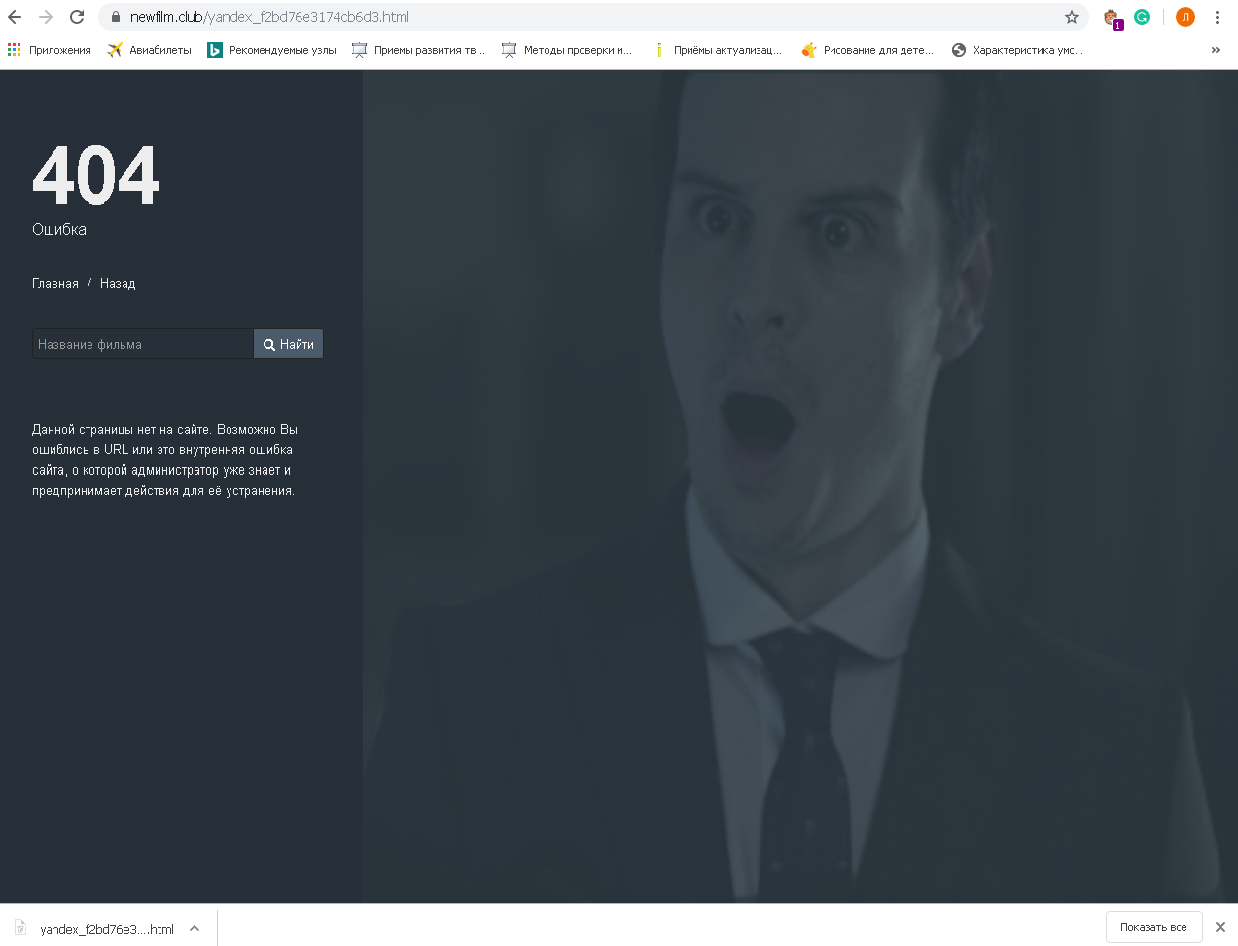 newfilm.club/yandex_f2bd76e3174cb6d3.html
1
Л
Приложения
Авиабилеты
Рекомендуемые узлы
Приемы развития тв...
Методы проверки и...
Приёмы актуализац...
Рисование для дете...
Характеристика умс...
»
404
Ошибка
Главная / Назад
Название фильма
Найти
Данной страницы нет на сайте. Возможно Вы
ошиблись в URL или это внутренняя ошибка
сайта, о которой администратор уже знает и
предпринимает действия для её устранения.
yandex_f2bd76e3....html
Показать все